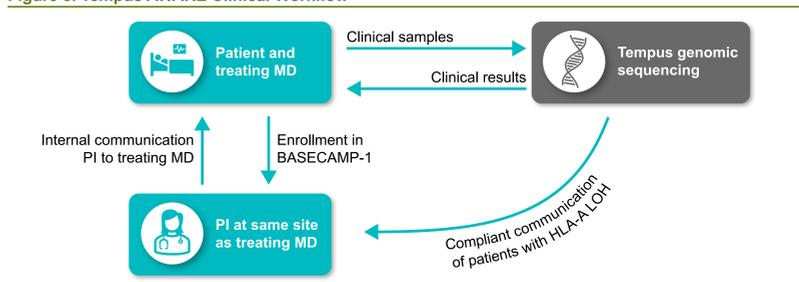 Patient and
treating MD
Clinical samples
Clinical results
Tempus genomic
sequencing
Internal communication
PI to treating MD
Enrollment in
BASECAMP-1
PI at same site
as treating MD
Compliant communication
of patients with HLA-A LOH